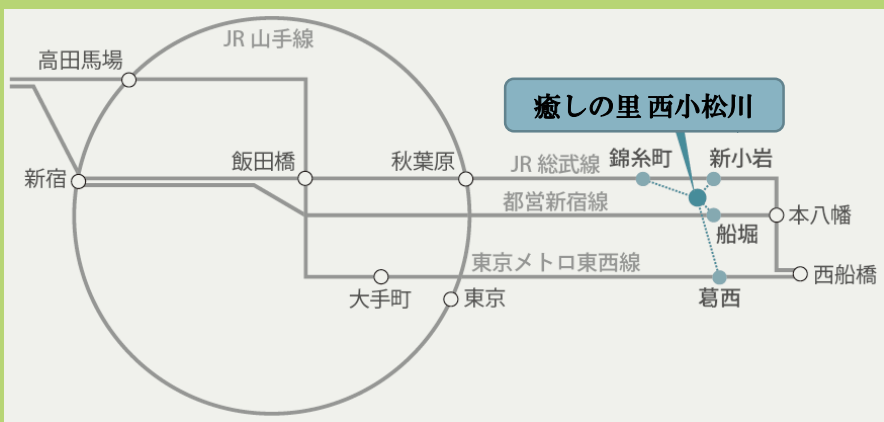 JR 山手線
高田馬場
癒しの里 西小松川
新宿
飯田橋
秋葉原
JR 総武線
錦糸町
新小岩
都営新宿線
船堀
本八幡
東京メトロ東西線
大手町
東京
葛西
西船橋